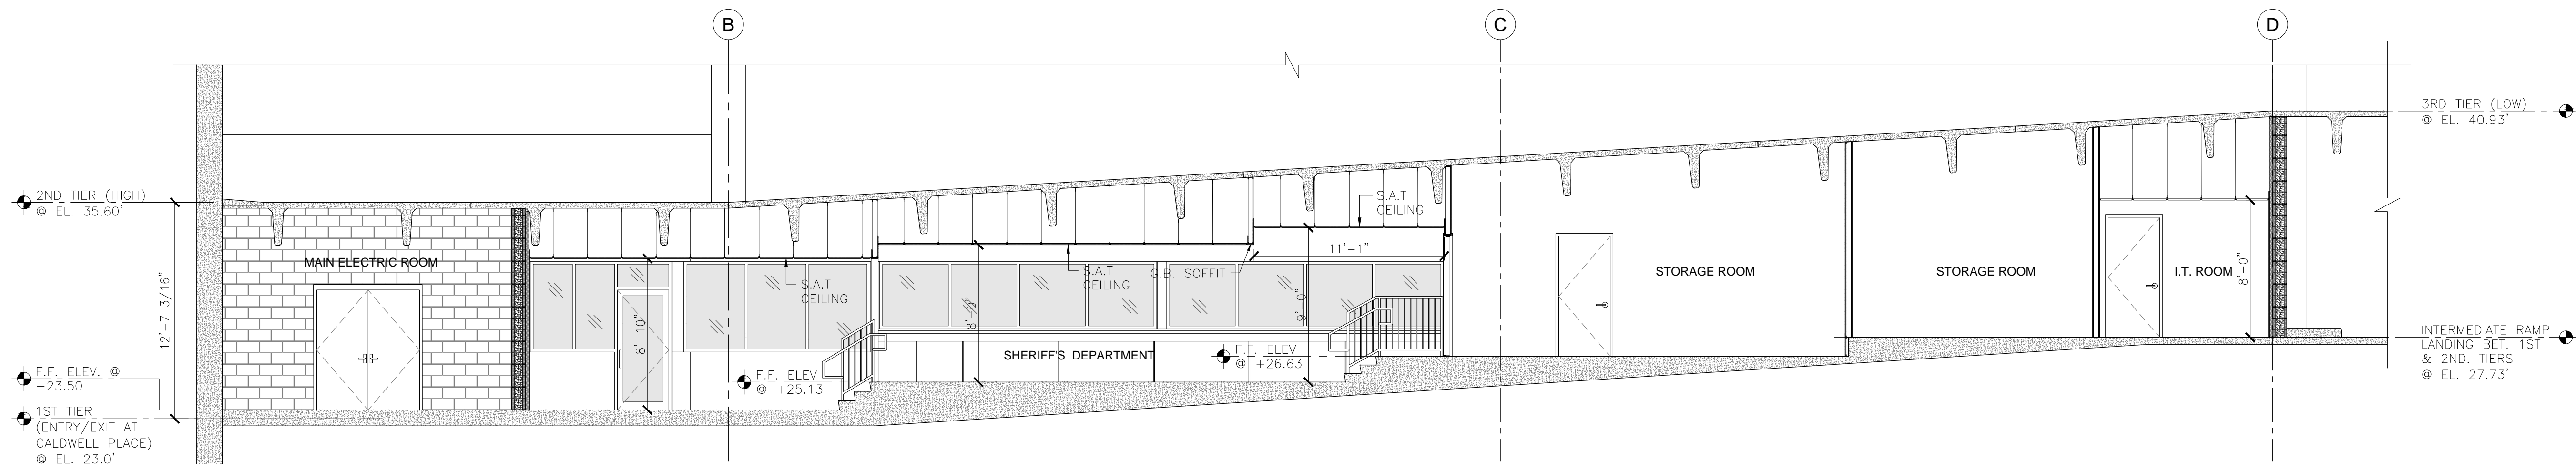 B
C
D
3RD TIER (LOW)
@ EL. 40.93'
2ND TIER (HIGH)
@ EL. 35.60'
S.A.T
CEILING
11'-1"
MAIN ELECTRIC ROOM
STORAGE ROOM
STORAGE ROOM
I.T. ROOM
S.A.T
CEILING
G.B. SOFFIT
S.A.T
CEILING
12'-7 3/16"
8'-10"
8'-0"
9'-0"
8'-0"
INTERMEDIATE RAMP
LANDING BET. 1ST
& 2ND. TIERS
@ EL. 27.73'
SHERIFF'S DEPARTMENT
F.F. ELEV
@ +26.63
F.F. ELEV
@ +25.13
F.F. ELEV. @
+23.50
1ST TIER
(ENTRY/EXIT AT
CALDWELL PLACE)
@ EL. 23.0'